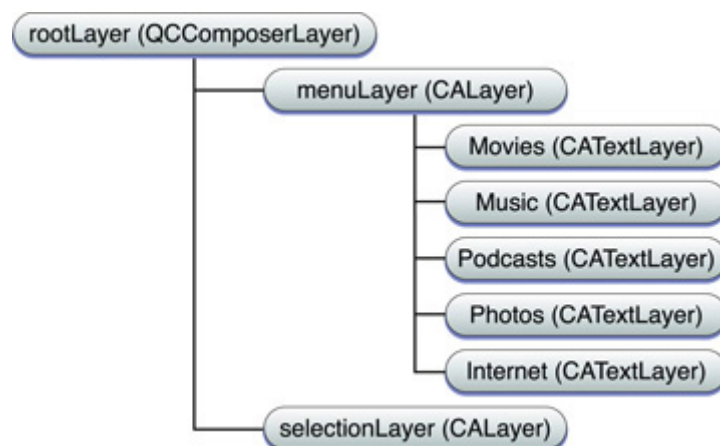 rootLayer (QCComposerLayer)
menuLayer (CALayer)
Movies (CATextLayer)
Music (CATextLayer)
Podcasts (CATextLayer)
Photos (CATextLayer)
Internet (CATextLayer)
selectionLayer (CALayer)